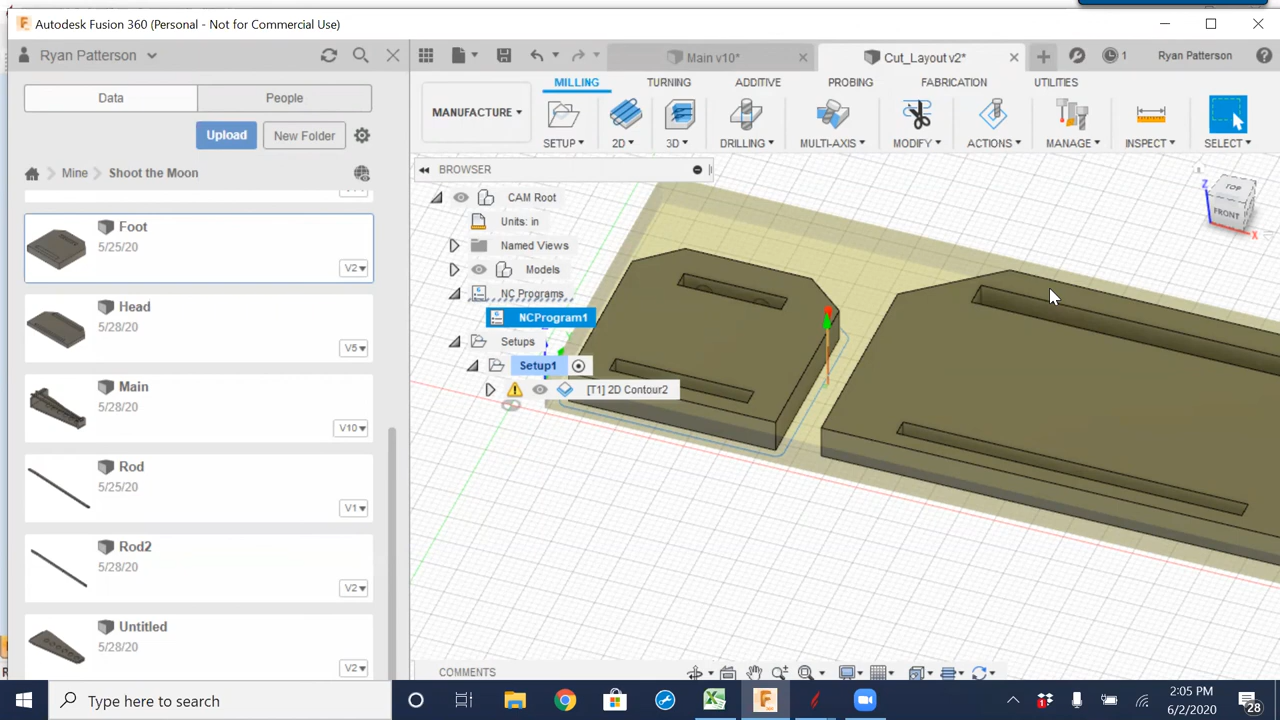 Autodesk Fusion 360 (Personal - Not for Commercial Use)
Ryan Patterson
Main v10*
Cut_Layout v2*
1
Ryan Patterson
Data
People
MILLING
TURNING
ADDITIVE
PROBING
FABRICATION
UTILITIES
Upload
New Folder
MANUFACTURE
SETUP
2D
3D
DRILLING
MULTI-AXIS
MODIFY
ACTIONS
MANAGE
INSPECT
SELECT
Mine
Shoot the Moon
BROWSER
CAM Root
Units: in
Named Views
Models
NC Programs
NCProgram1
Setups
Setup1
[T1] 2D Contour2
Z
TOP
FRONT
X
Foot
5/25/20
V2
Head
5/28/20
V5
Main
5/28/20
V10
Rod
5/25/20
V1
Rod2
5/28/20
V2
Untitled
5/28/20
V2
COMMENTS
Type here to search
1
2:05 PM
6/2/2020
28